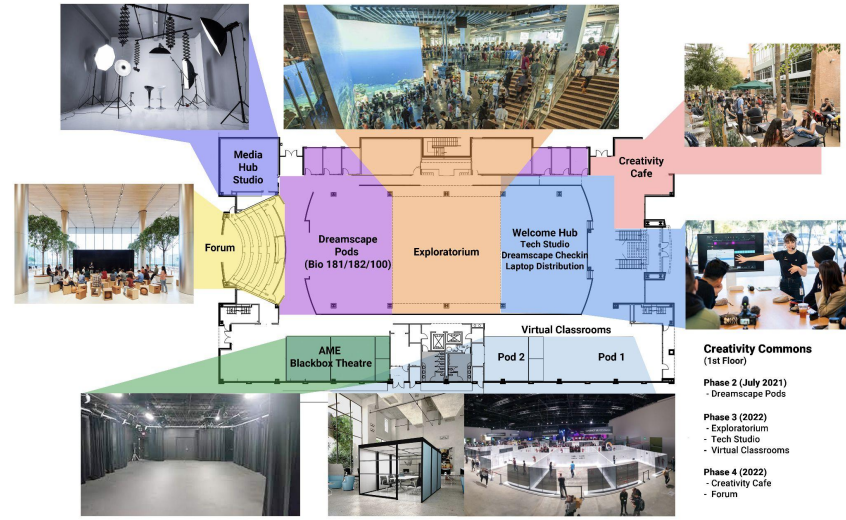 Media
Hub
Studio
Creativity
Cafe
Forum
Dreamscape
Pods
(Bio 181/182/100)
Exploratorium
Welcome Hub
Tech Studio
Dreamscape Checkin
Laptop Distribution
Virtual Classrooms
AME
Blackbox Theatre
Pod 2
Pod 1
Creativity Commons
(1st Floor)
Phase 2 (July 2021)
- Dreamscape Pods
Phase 3 (2022)
- Exploratorium
- Tech Studio
- Virtual Classrooms
Phase 4 (2022)
- Creativity Cafe
- Forum